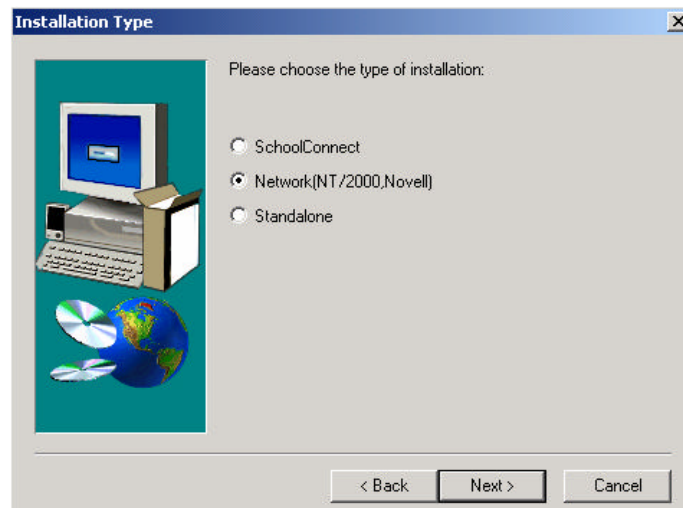 Installation Type
Please choose the type of installation:
SchoolConnect
Network(NT/2000,Novell)
Standalone
< Back
Next >
Cancel